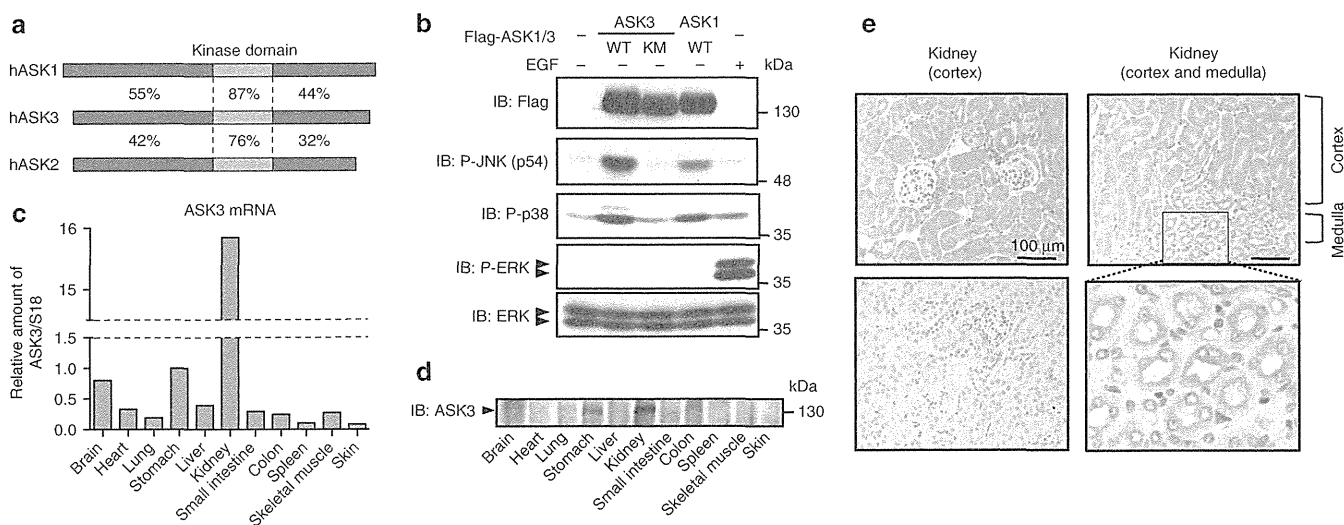 a
Kinase domain
hASK1
55% 87% 44%
hASK3
42% 76% 32%
hASK2
b
ASK3 ASK1
Flag-ASK1/3 – WT KM WT –
EGF – – – – + kDa
IB: Flag
130
IB: P-JNK (p54)
48
IB: P-p38
35
IB: P-ERK
35
IB: ERK
35
c
ASK3 mRNA
Relative amount of
ASK3/S18
16
15
1.5
1.0
0.5
0.0
Brain
Heart
Lung
Stomach
Liver
Kidney
Small intestine
Colon
Spleen
Skeletal muscle
Skin
d
kDa
IB: ASK3
130
Brain
Heart
Lung
Stomach
Liver
Kidney
Small intestine
Colon
Spleen
Skeletal muscle
Skin
e
Kidney
(cortex)
Kidney
(cortex and medulla)
100 μm
Cortex
Medulla